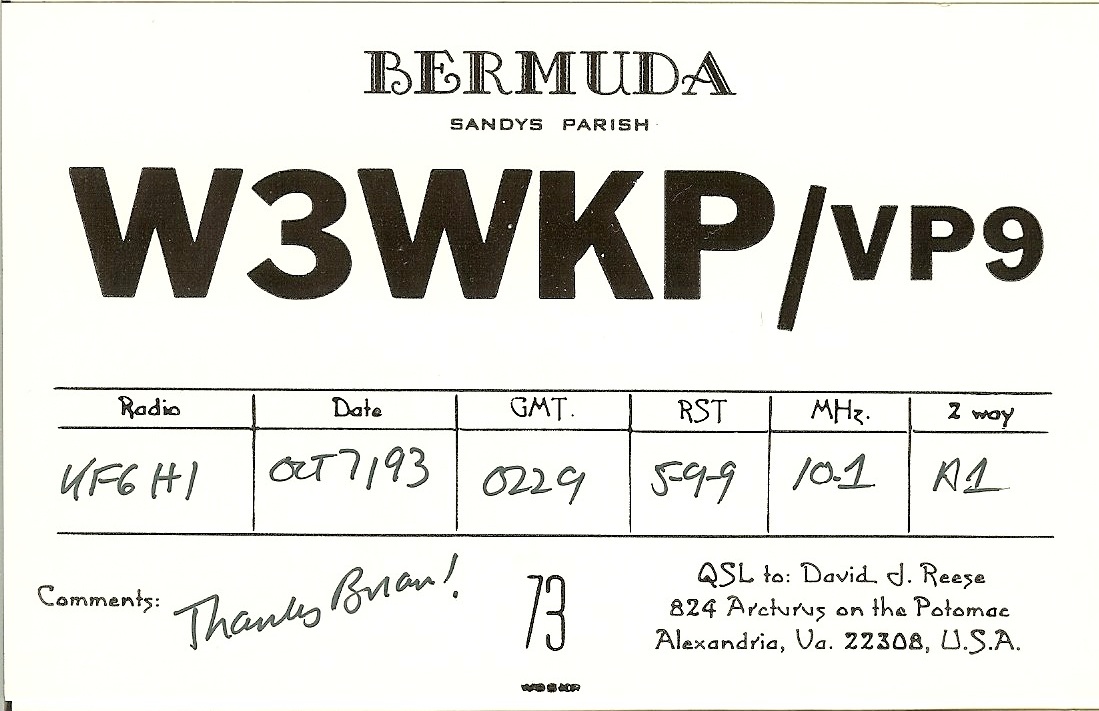 BERMUDA
SANDYS PARISH
W3WKP/VP9
Radio Date GMT. RST MHz. 2 way
KF6HI OCT 7, 93 0229 5-9-9 10.1 A1
Comments: Thanks Brian! 73
QSL to: David J. Reese
824 Arcturus on the Potomac
Alexandria, Va. 22308, U.S.A.